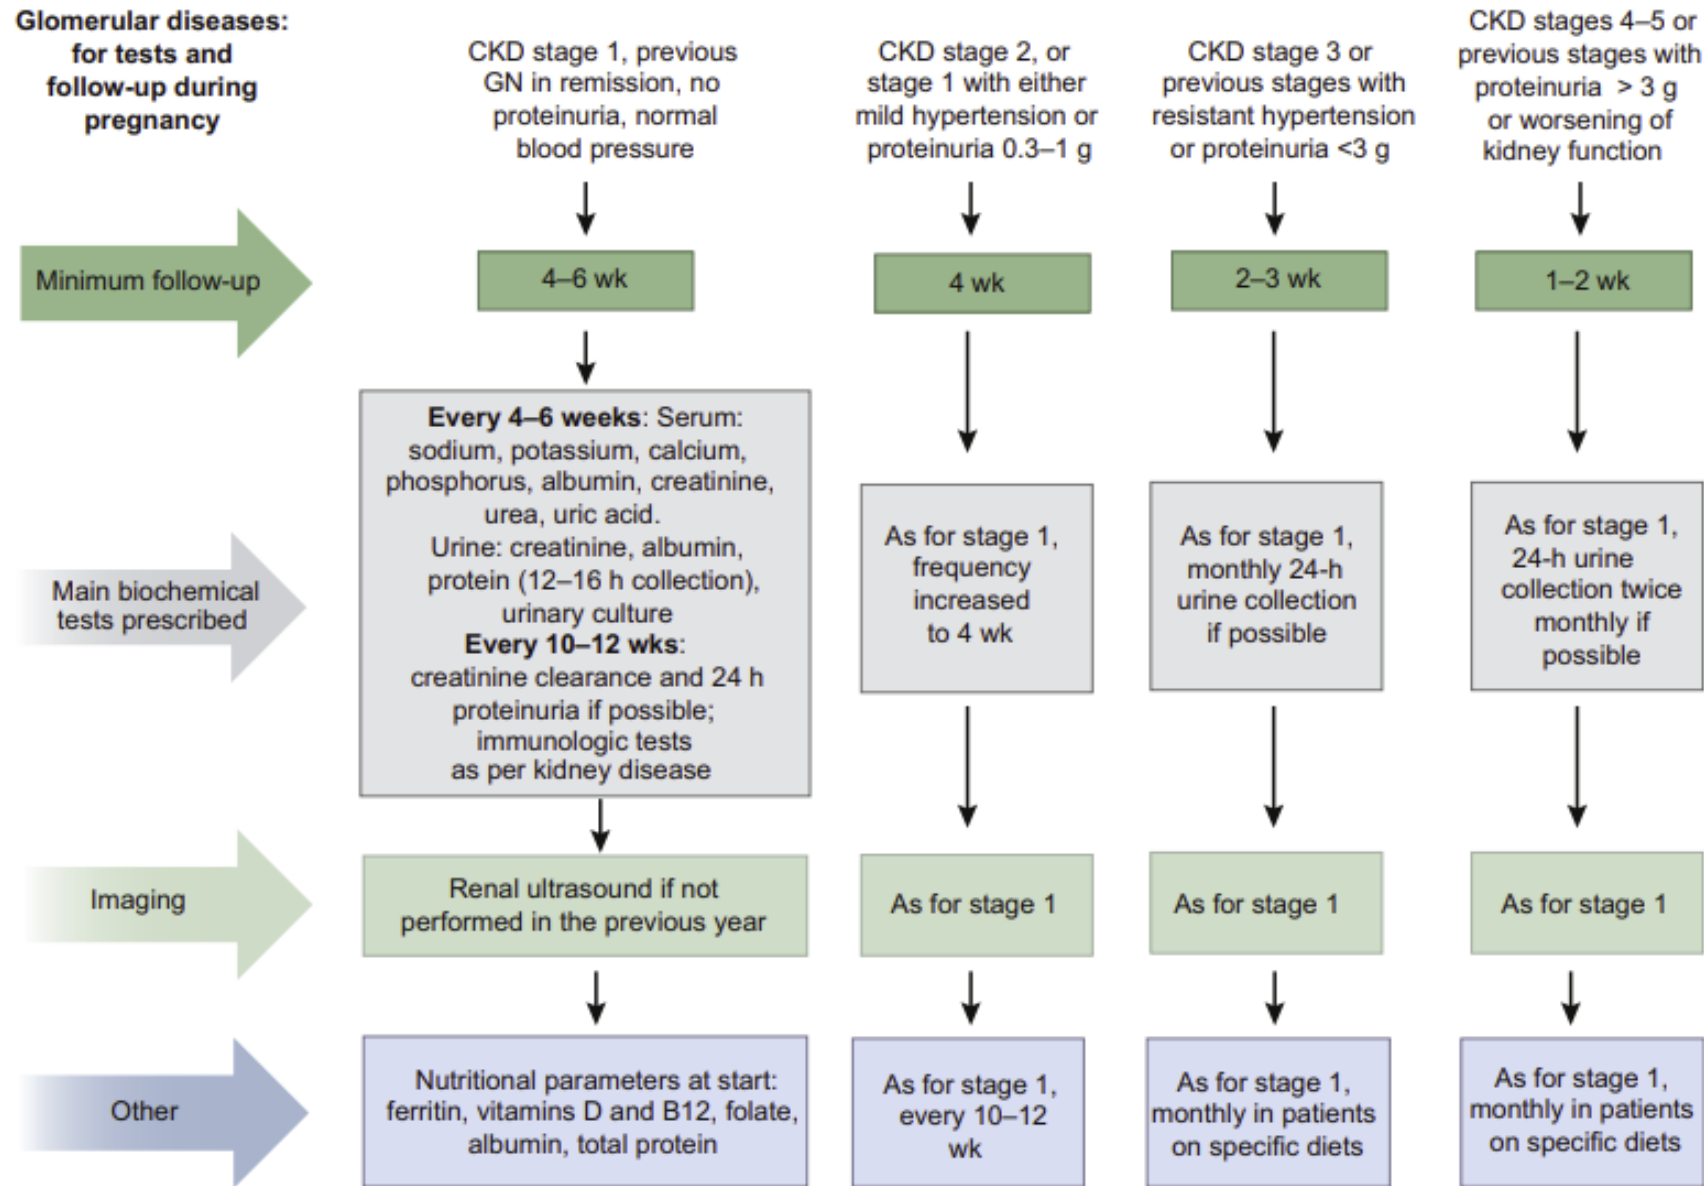 Glomerular diseases:
for tests and
follow-up during
pregnancy
CKD stage 1, previous
GN in remission, no
proteinuria, normal
blood pressure
CKD stage 2, or
stage 1 with either
mild hypertension or
proteinuria 0.3–1 g
CKD stage 3 or
previous stages with
resistant hypertension
or proteinuria <3 g
CKD stages 4–5 or
previous stages with
proteinuria > 3 g
or worsening of
kidney function
Minimum follow-up
4–6 wk
4 wk
2–3 wk
1–2 wk
Main biochemical
tests prescribed
Every 4–6 weeks: Serum:
sodium, potassium, calcium,
phosphorus, albumin, creatinine,
urea, uric acid.
Urine: creatinine, albumin,
protein (12–16 h collection),
urinary culture
Every 10–12 wks:
creatinine clearance and 24 h
proteinuria if possible;
immunologic tests
as per kidney disease
As for stage 1,
frequency
increased
to 4 wk
As for stage 1,
monthly 24-h
urine collection
if possible
As for stage 1,
24-h urine
collection twice
monthly if
possible
Imaging
Renal ultrasound if not
performed in the previous year
As for stage 1
As for stage 1
As for stage 1
Other
Nutritional parameters at start:
ferritin, vitamins D and B12, folate,
albumin, total protein
As for stage 1,
every 10–12
wk
As for stage 1,
monthly in patients
on specific diets
As for stage 1,
monthly in patients
on specific diets